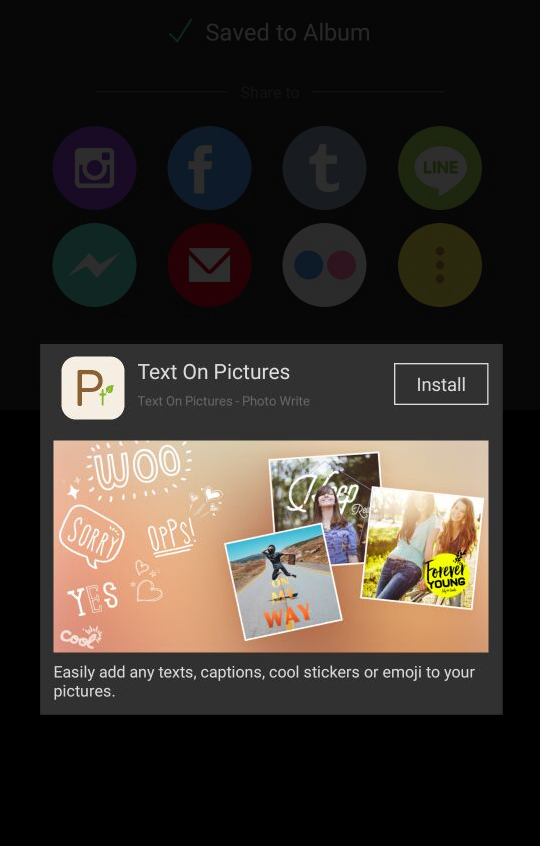 Saved to Album
Share to
f
t
LINE
P
Text On Pictures
Text On Pictures - Photo Write
Install
WOO
SORRY
OPPS!
YES
Cool
Keep
ON
MY
WAY
Forever
YOUNG
Easily add any texts, captions, cool stickers or emoji to your
pictures.